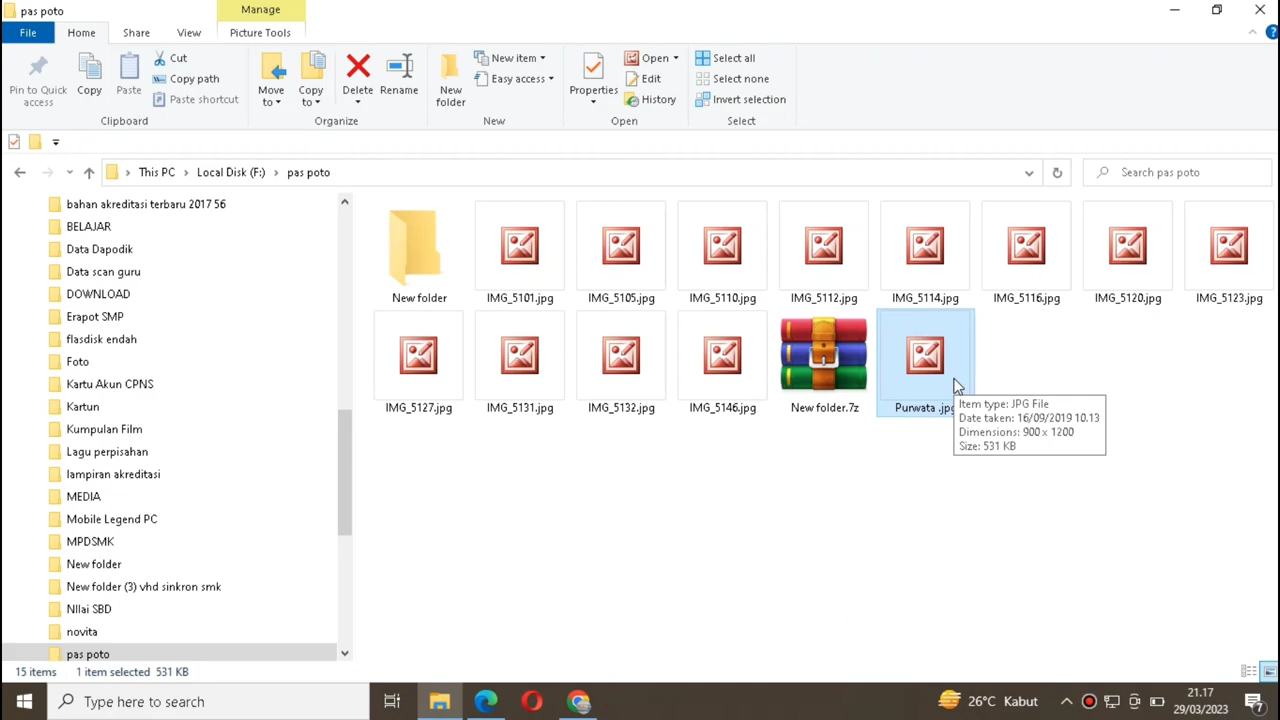 pas poto
Manage
File
Home
Share
View
Picture Tools
Pin to Quick access
Copy
Paste
Cut
Copy path
Paste shortcut
Clipboard
Move to
Copy to
Delete
Rename
Organize
New folder
New item
Easy access
New
Properties
Open
Edit
History
Open
Select all
Select none
Invert selection
Select
This PC > Local Disk (F:) > pas poto
Search pas poto
bahan akreditasi terbaru 2017 56
BELAJAR
Data Dapodik
Data scan guru
DOWNLOAD
Erapot SMP
flasdisk endah
Foto
Kartu Akun CPNS
Kartun
Kumpulan Film
Lagu perpisahan
lampiran akreditasi
MEDIA
Mobile Legend PC
MPDSMK
New folder
New folder (3) vhd sinkron smk
NIlai SBD
novita
pas poto
New folder
IMG_5101.jpg
IMG_5105.jpg
IMG_5110.jpg
IMG_5112.jpg
IMG_5114.jpg
IMG_5116.jpg
IMG_5120.jpg
IMG_5123.jpg
IMG_5127.jpg
IMG_5131.jpg
IMG_5132.jpg
IMG_5146.jpg
New folder.7z
Purwata .jpg
Item type: JPG File
Date taken: 16/09/2019 10.13
Dimensions: 900 x 1200
Size: 531 KB
15 items
1 item selected 531 KB
Type here to search
26°C Kabut
21.17
29/03/2023
7